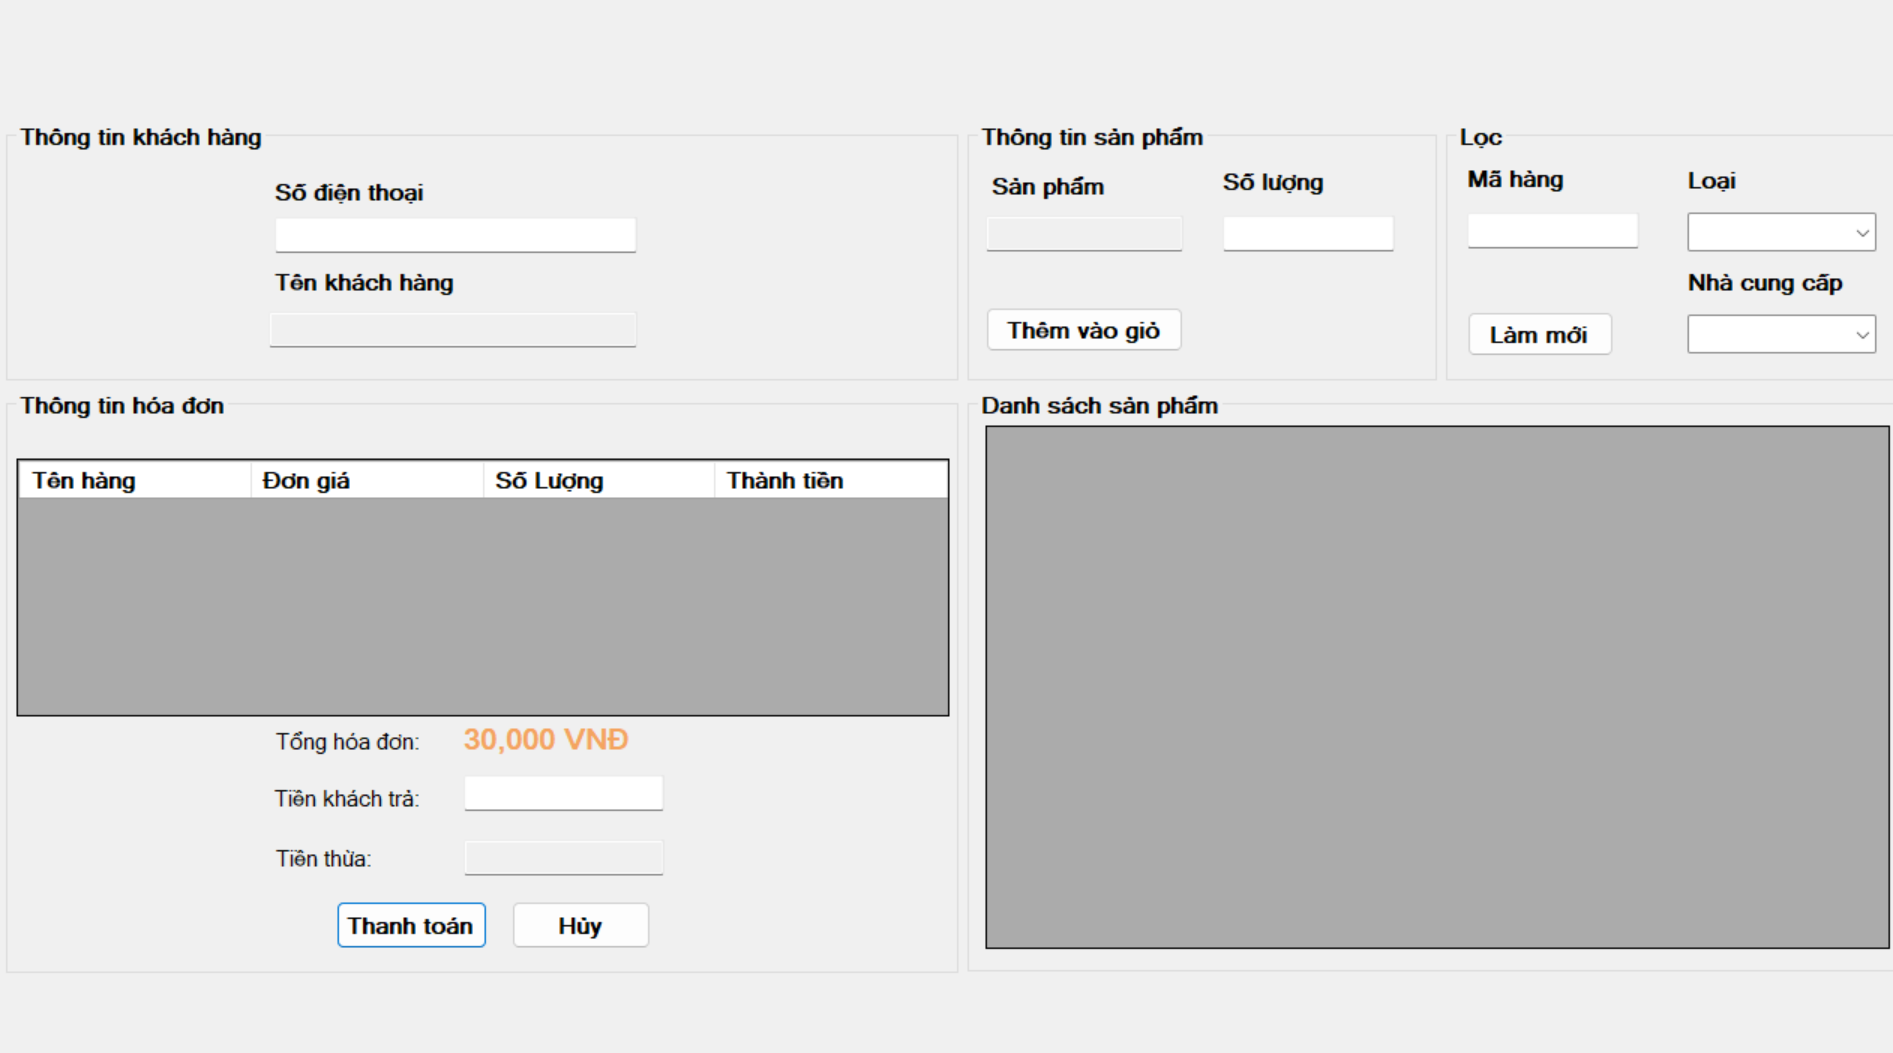 Thông tin khách hàng
Số điện thoại
Tên khách hàng
Thông tin sản phẩm
Sản phẩm
Số lượng
Thêm vào giỏ
Lọc
Mã hàng
Loại
Nhà cung cấp
Làm mới
Thông tin hóa đơn
Tên hàng
Đơn giá
Số Lượng
Thành tiền
Tổng hóa đơn:
30,000 VNĐ
Tiền khách trả:
Tiền thừa:
Thanh toán
Hủy
Danh sách sản phẩm